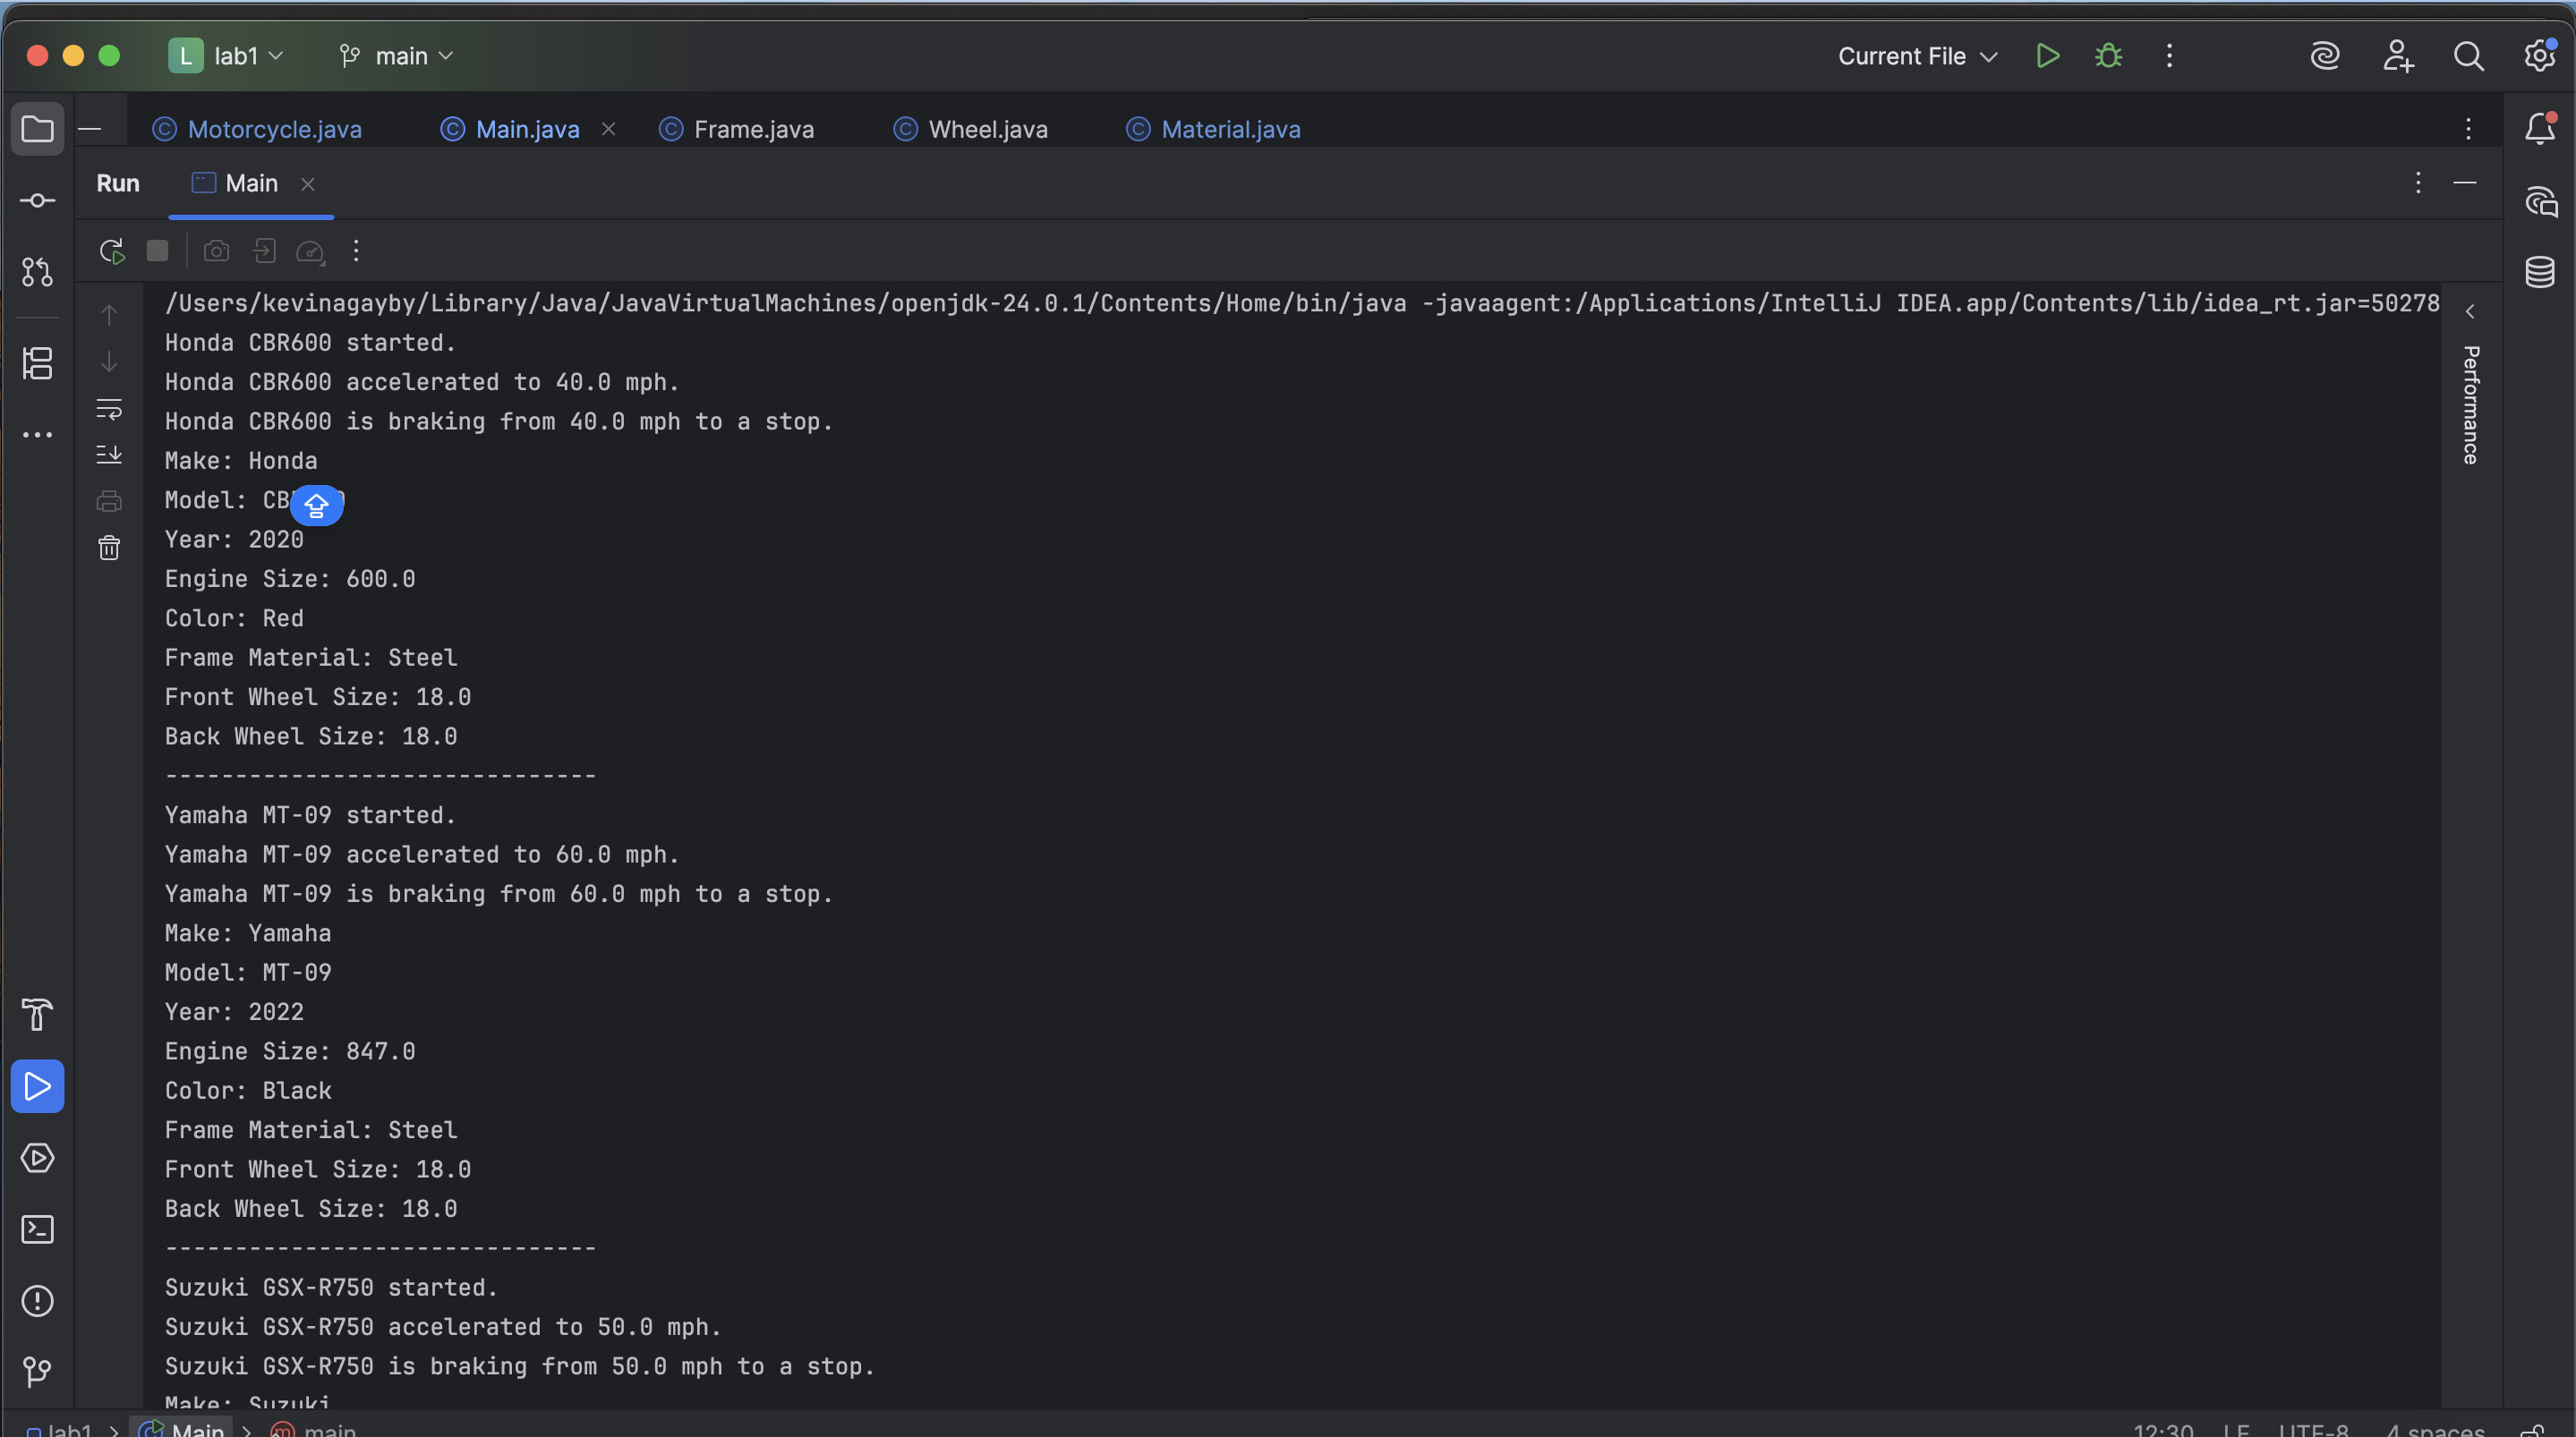 L lab1 main Current File
Motorcycle.java Main.java Frame.java Wheel.java Material.java
Run Main
/Users/kevinagayby/Library/Java/JavaVirtualMachines/openjdk-24.0.1/Contents/Home/bin/java -javaagent:/Applications/IntelliJ IDEA.app/Contents/lib/idea_rt.jar=50278
Honda CBR600 started.
Honda CBR600 accelerated to 40.0 mph.
Honda CBR600 is braking from 40.0 mph to a stop.
Make: Honda
Model:
Year: 2020
Engine Size: 600.0
Color: Red
Frame Material: Steel
Front Wheel Size: 18.0
Back Wheel Size: 18.0
-------------------------------
Yamaha MT-09 started.
Yamaha MT-09 accelerated to 60.0 mph.
Yamaha MT-09 is braking from 60.0 mph to a stop.
Make: Yamaha
Model: MT-09
Year: 2022
Engine Size: 847.0
Color: Black
Frame Material: Steel
Front Wheel Size: 18.0
Back Wheel Size: 18.0
-------------------------------
Suzuki GSX-R750 started.
Suzuki GSX-R750 accelerated to 50.0 mph.
Suzuki GSX-R750 is braking from 50.0 mph to a stop.
Make: Suzuki
Performance
lab1 > Main > main 12:30 LF UTF-8 4 spaces